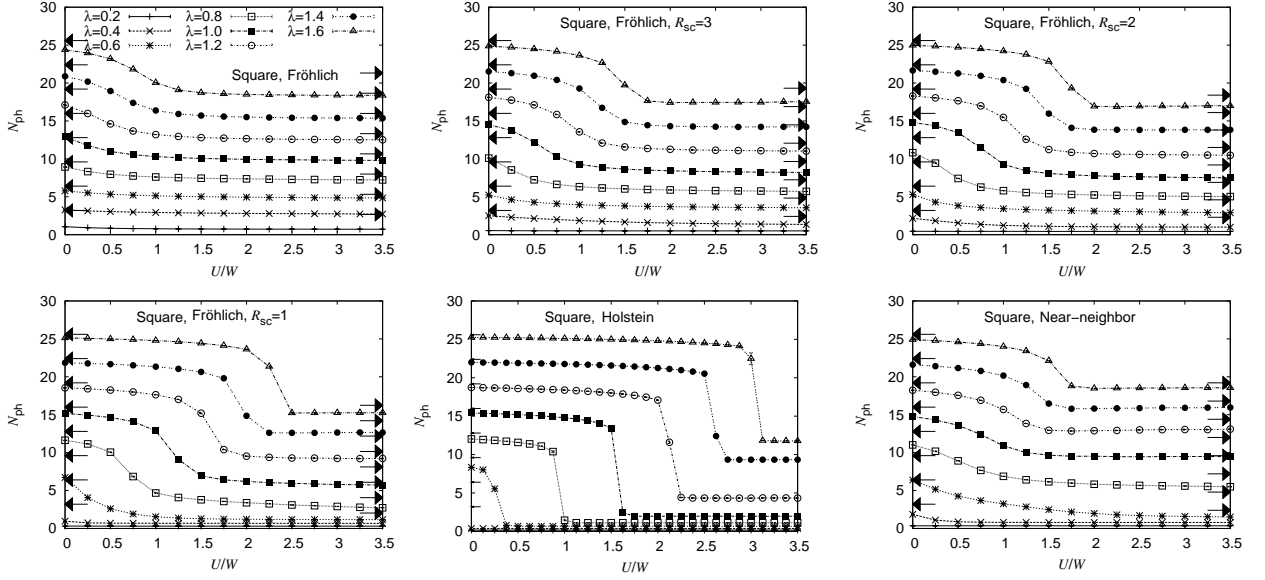 λ=0.2 λ=0.8 λ=1.4
λ=0.4 λ=1.0 λ=1.6
λ=0.6 λ=1.2
Square, Fröhlich
N_ph
30
25
20
15
10
5
0
0 0.5 1 1.5 2 2.5 3 3.5
U/W
Square, Fröhlich, R_sc=3
N_ph
30
25
20
15
10
5
0
0 0.5 1 1.5 2 2.5 3 3.5
U/W
Square, Fröhlich, R_sc=2
N_ph
30
25
20
15
10
5
0
0 0.5 1 1.5 2 2.5 3 3.5
U/W
Square, Fröhlich, R_sc=1
N_ph
30
25
20
15
10
5
0
0 0.5 1 1.5 2 2.5 3 3.5
U/W
Square, Holstein
N_ph
30
25
20
15
10
5
0
0 0.5 1 1.5 2 2.5 3 3.5
U/W
Square, Near−neighbor
N_ph
30
25
20
15
10
5
0
0 0.5 1 1.5 2 2.5 3 3.5
U/W